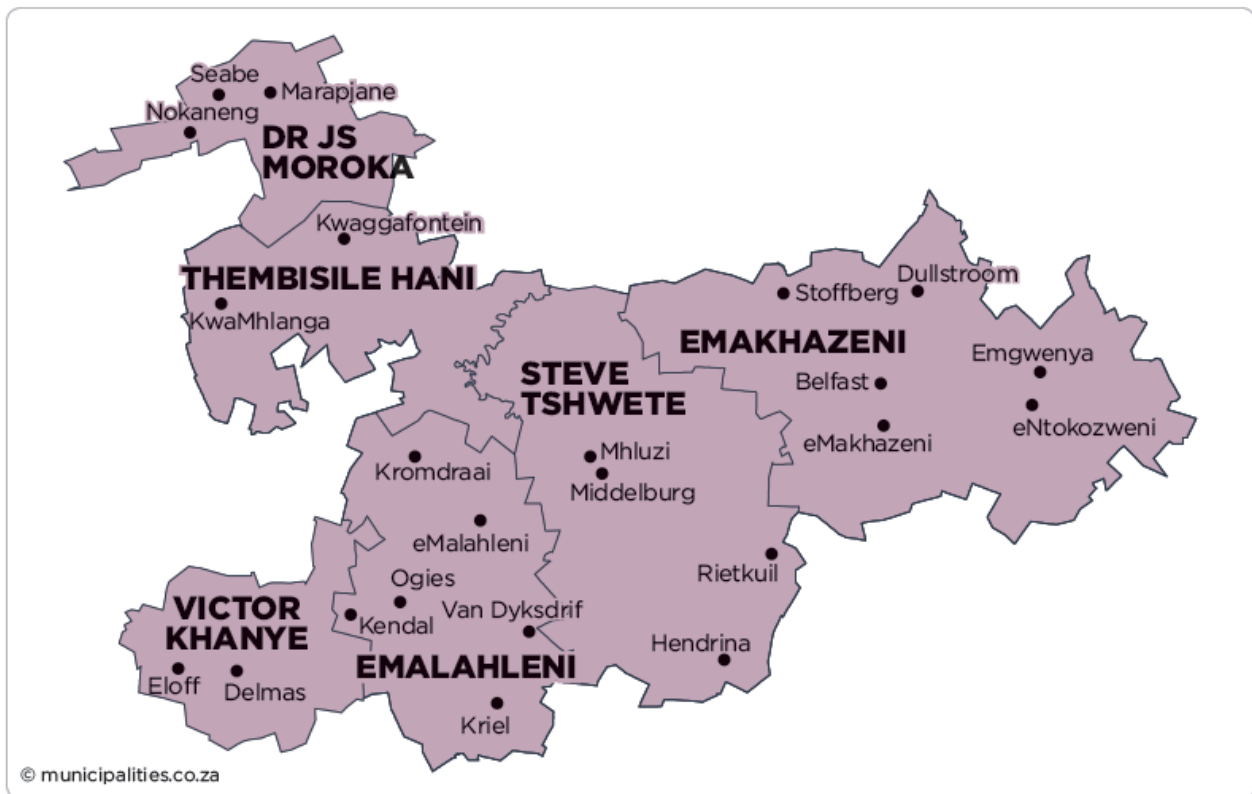 Seabe
Marapjane
Nokaneng
DR JS
MOROKA
Kwaggafontein
THEMBISILE HANI
KwaMhlanga
Dullstroom
Stoffberg
EMAKHAZENI
Emgwenya
STEVE
TSHWETE
Belfast
eNtokozweni
eMakhazeni
Mhluzi
Kromdraai
Middelburg
eMalahleni
Rietkuil
Ogies
VICTOR
KHANYE
Van Dyksdrif
Kendal
Hendrina
EMALAHLENI
Eloff
Delmas
Kriel
© municipalities.co.za